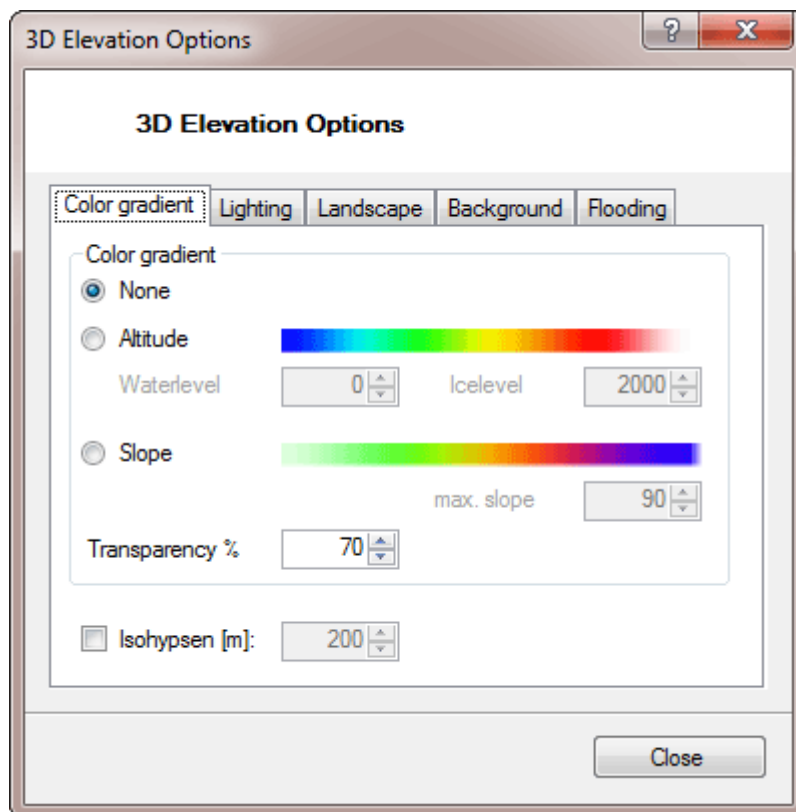 3D Elevation Options
3D Elevation Options
Color gradient Lighting Landscape Background Flooding
Color gradient
None
Altitude
Waterlevel 0 Icelevel 2000
Slope
max. slope 90
Transparency % 70
Isohypsen [m]: 200
Close